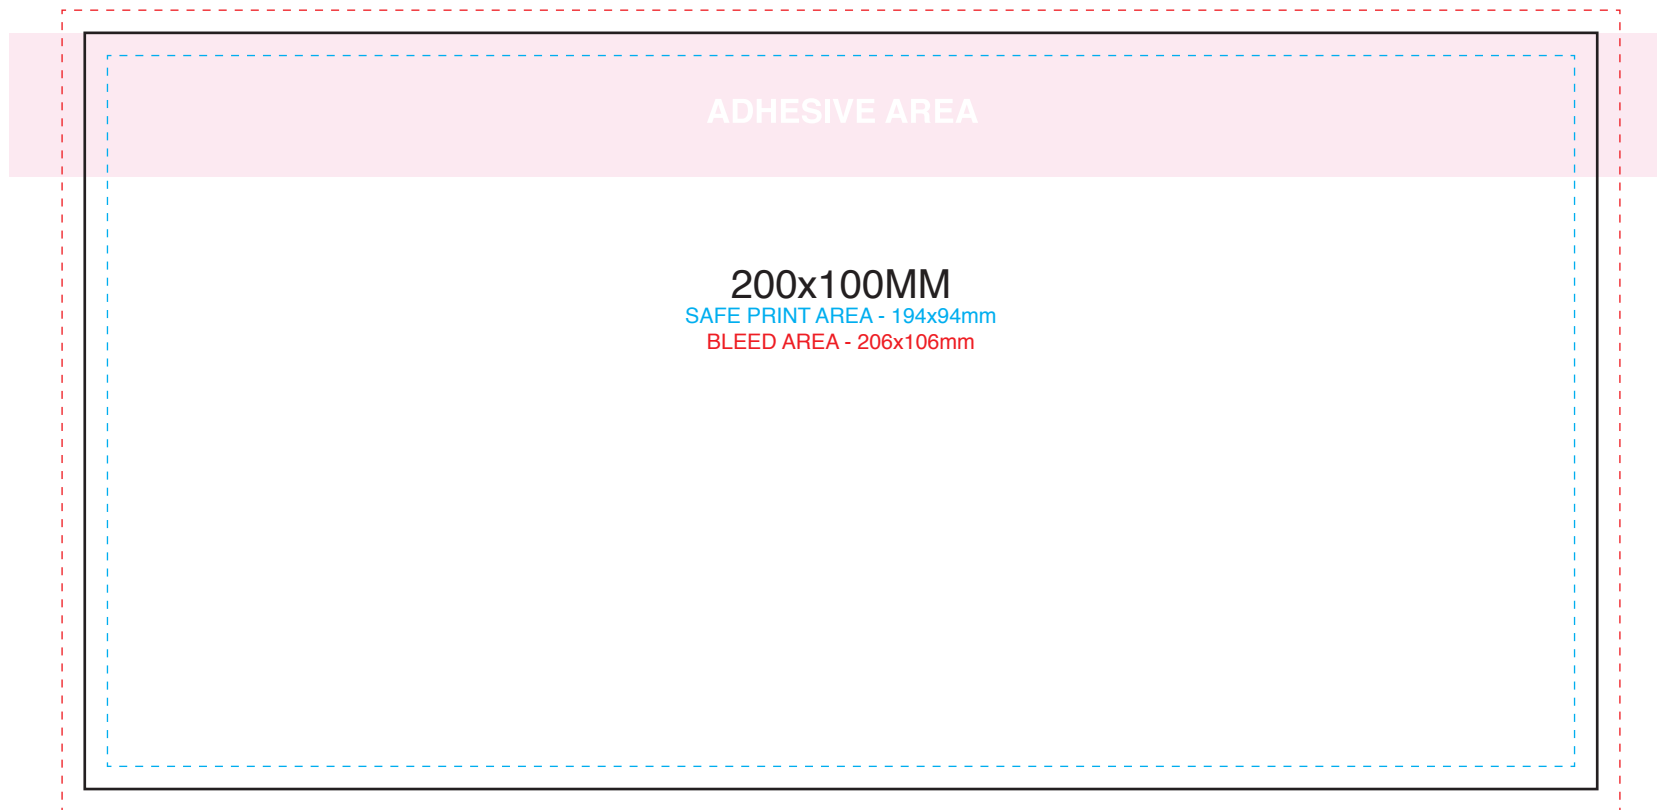 ADHESIVE AREA
200x100MM
SAFE PRINT AREA - 194x94mm
BLEED AREA - 206x106mm